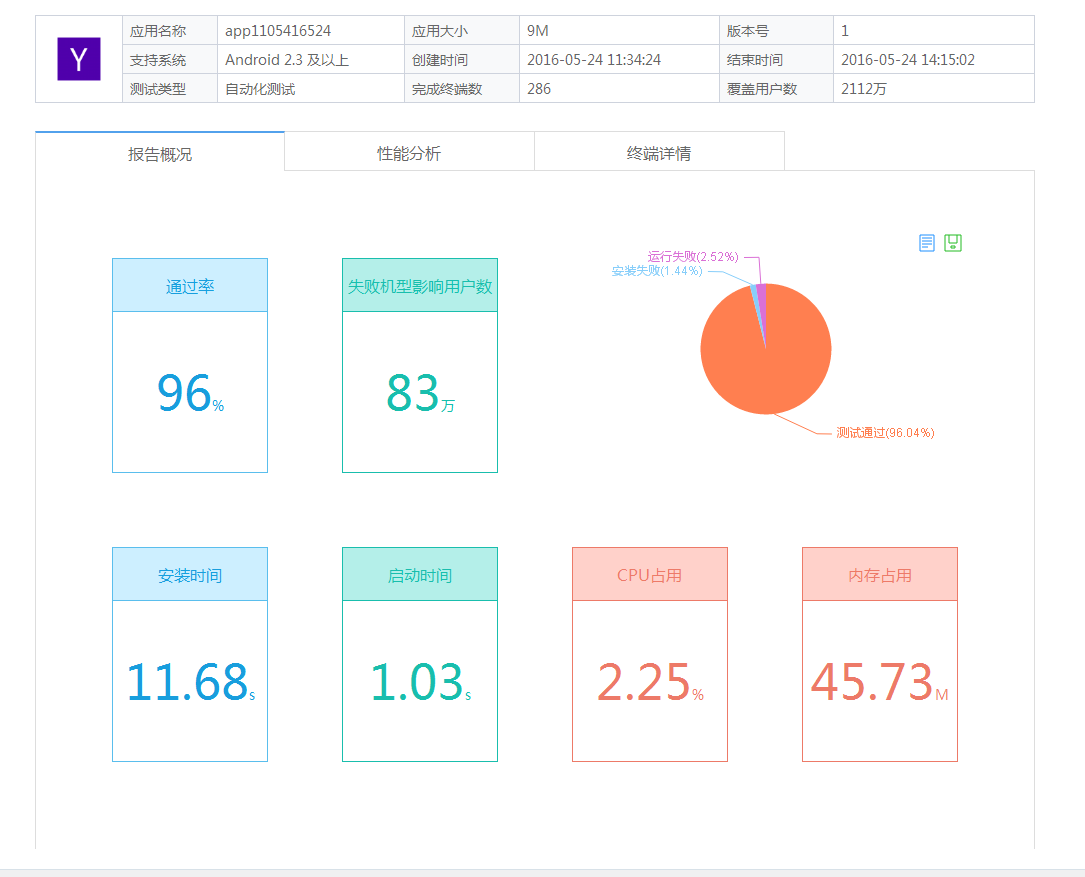 Y
应用名称 app1105416524 应用大小 9M 版本号 1
支持系统 Android 2.3 及以上 创建时间 2016-05-24 11:34:24 结束时间 2016-05-24 14:15:02
测试类型 自动化测试 完成终端数 286 覆盖用户数 2112万
报告概况 性能分析 终端详情
通过率
96%
失败机型影响用户数
83万
运行失败(2.52%)
安装失败(1.44%)
测试通过(96.04%)
安装时间
11.68s
启动时间
1.03s
CPU占用
2.25%
内存占用
45.73M